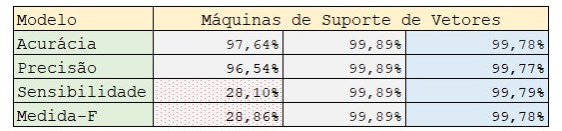 Modelo Máquinas de Suporte de Vetores
Acurácia 97,64% 99,89% 99,78%
Precisão 96,54% 99,89% 99,77%
Sensibilidade 28,10% 99,89% 99,79%
Medida-F 28,86% 99,89% 99,78%